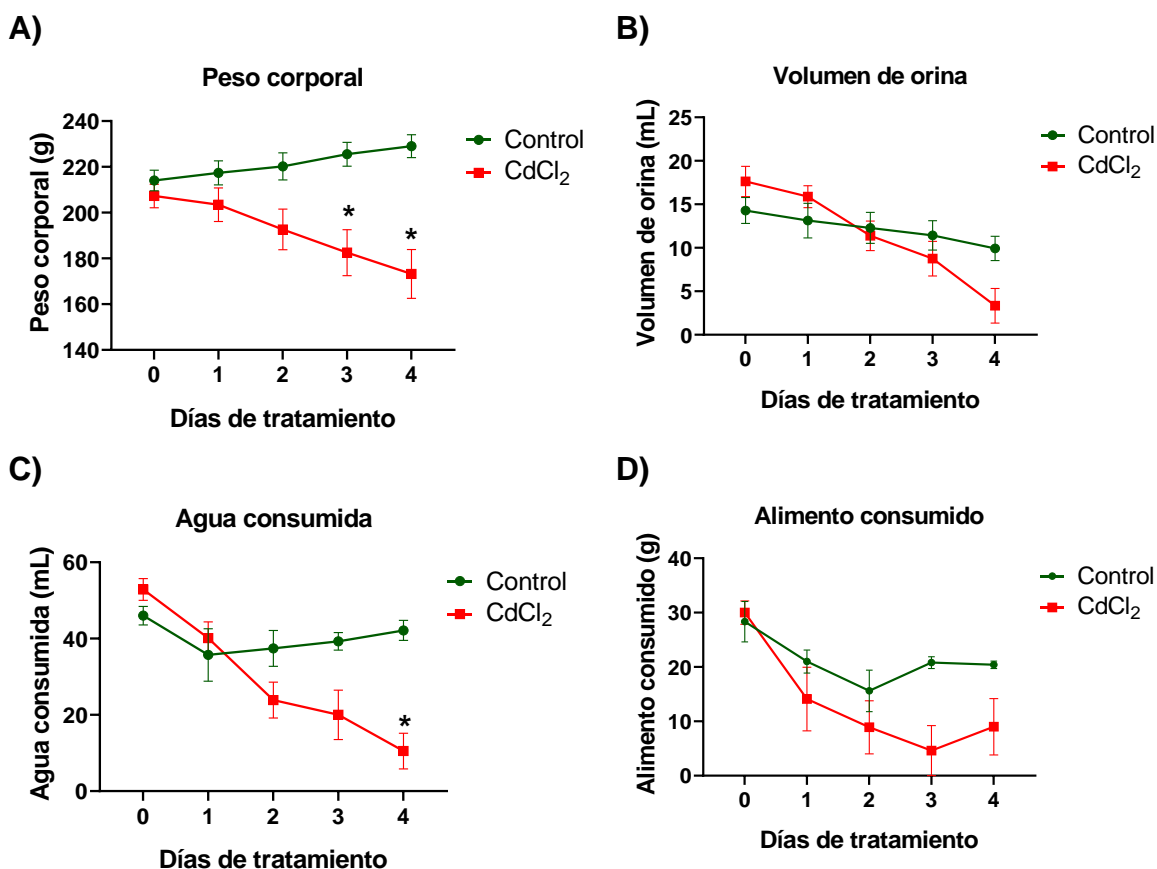 A)
Peso corporal
Peso corporal (g)
240
220
200
180
160
140
0 1 2 3 4
Días de tratamiento
Control
CdCl₂
*
*
B)
Volumen de orina
Volumen de orina (mL)
25
20
15
10
5
0
0 1 2 3 4
Días de tratamiento
Control
CdCl₂
C)
Agua consumida
Agua consumida (mL)
60
40
20
0
0 1 2 3 4
Días de tratamiento
Control
CdCl₂
*
D)
Alimento consumido
Alimento consumido (g)
40
30
20
10
0
0 1 2 3 4
Días de tratamiento
Control
CdCl₂